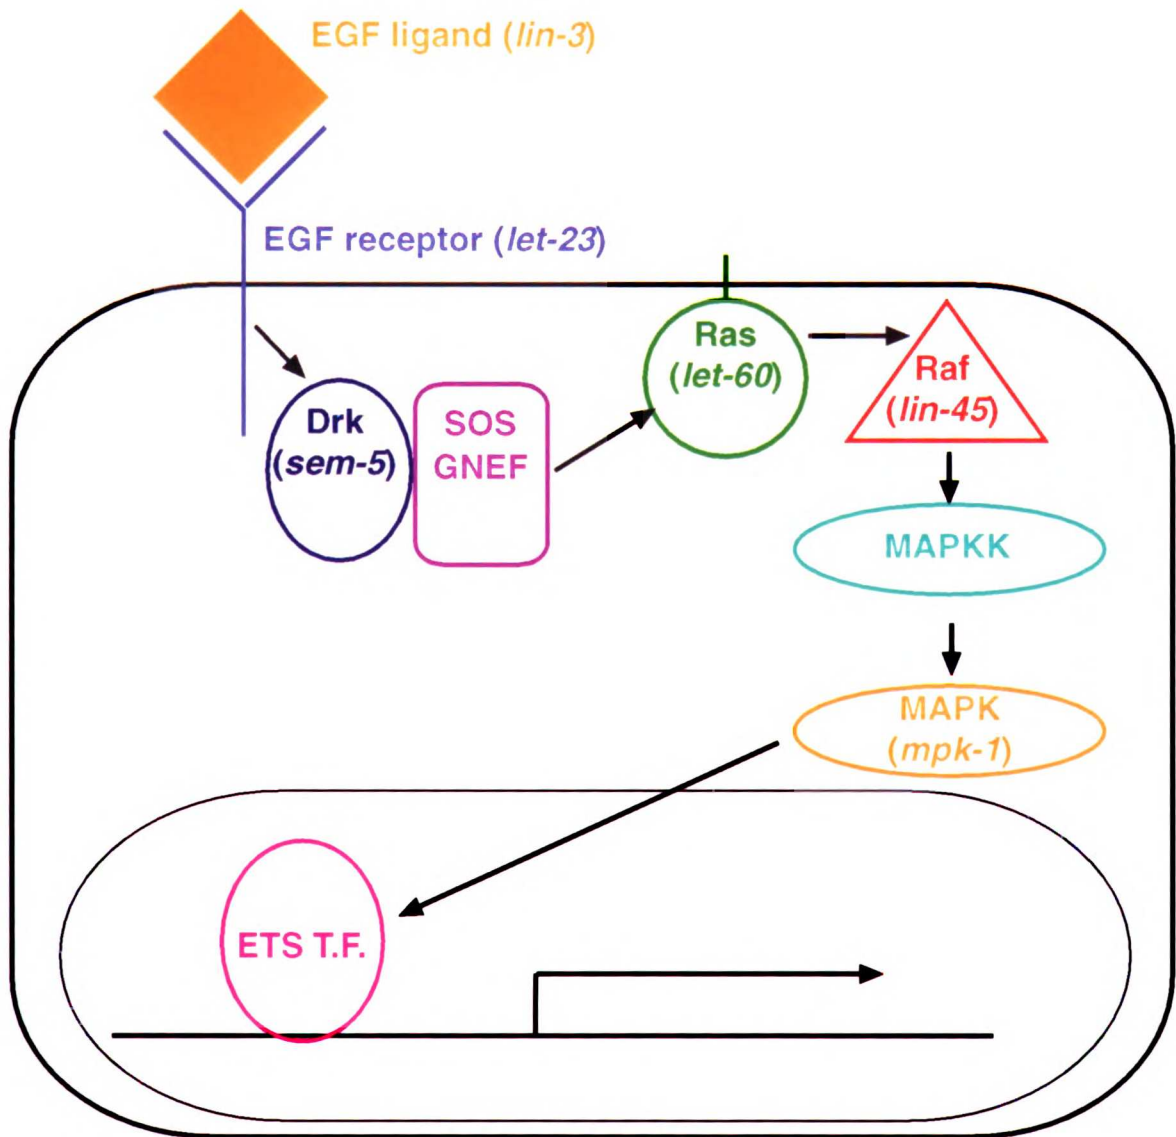 EGF ligand (lin-3)
EGF receptor (let-23)
Drk
(sem-5)
SOS
GNEF
Ras
(let-60)
Raf
(lin-45)
MAPKK
MAPK
(mpk-1)
ETS T.F.